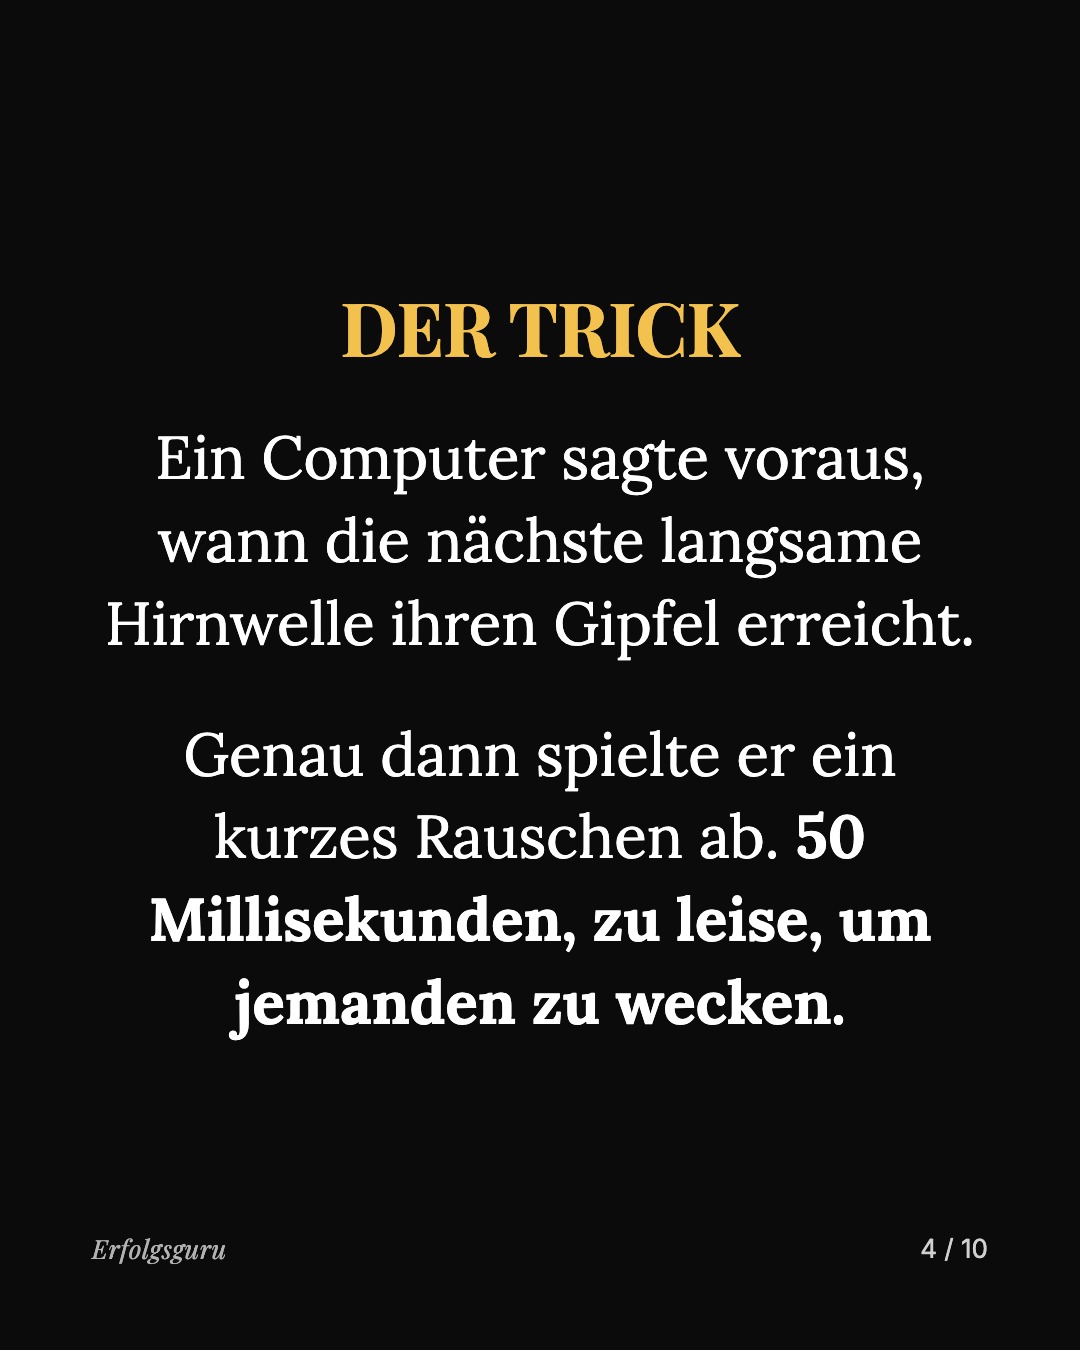 DER TRICK
Ein Computer sagte voraus,
wann die nächste langsame
Hirnwelle ihren Gipfel erreicht.
Genau dann spielte er ein
kurzes Rauschen ab. 50
Millisekunden, zu leise, um
jemanden zu wecken.
Erfolgsguru
4 / 10